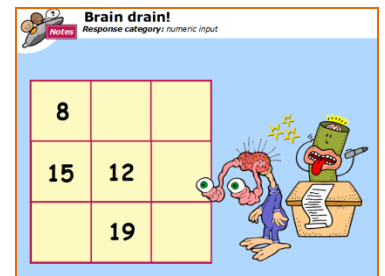 Brain drain!
Notes
Response category: numeric input
8
15 12
19